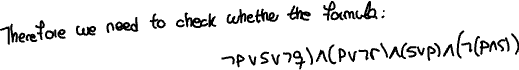 Therefore we need to check whether the formula:
¬p∨s∨¬q)∧(p∨¬r)∧(s∨p)∧(¬(p∧s))